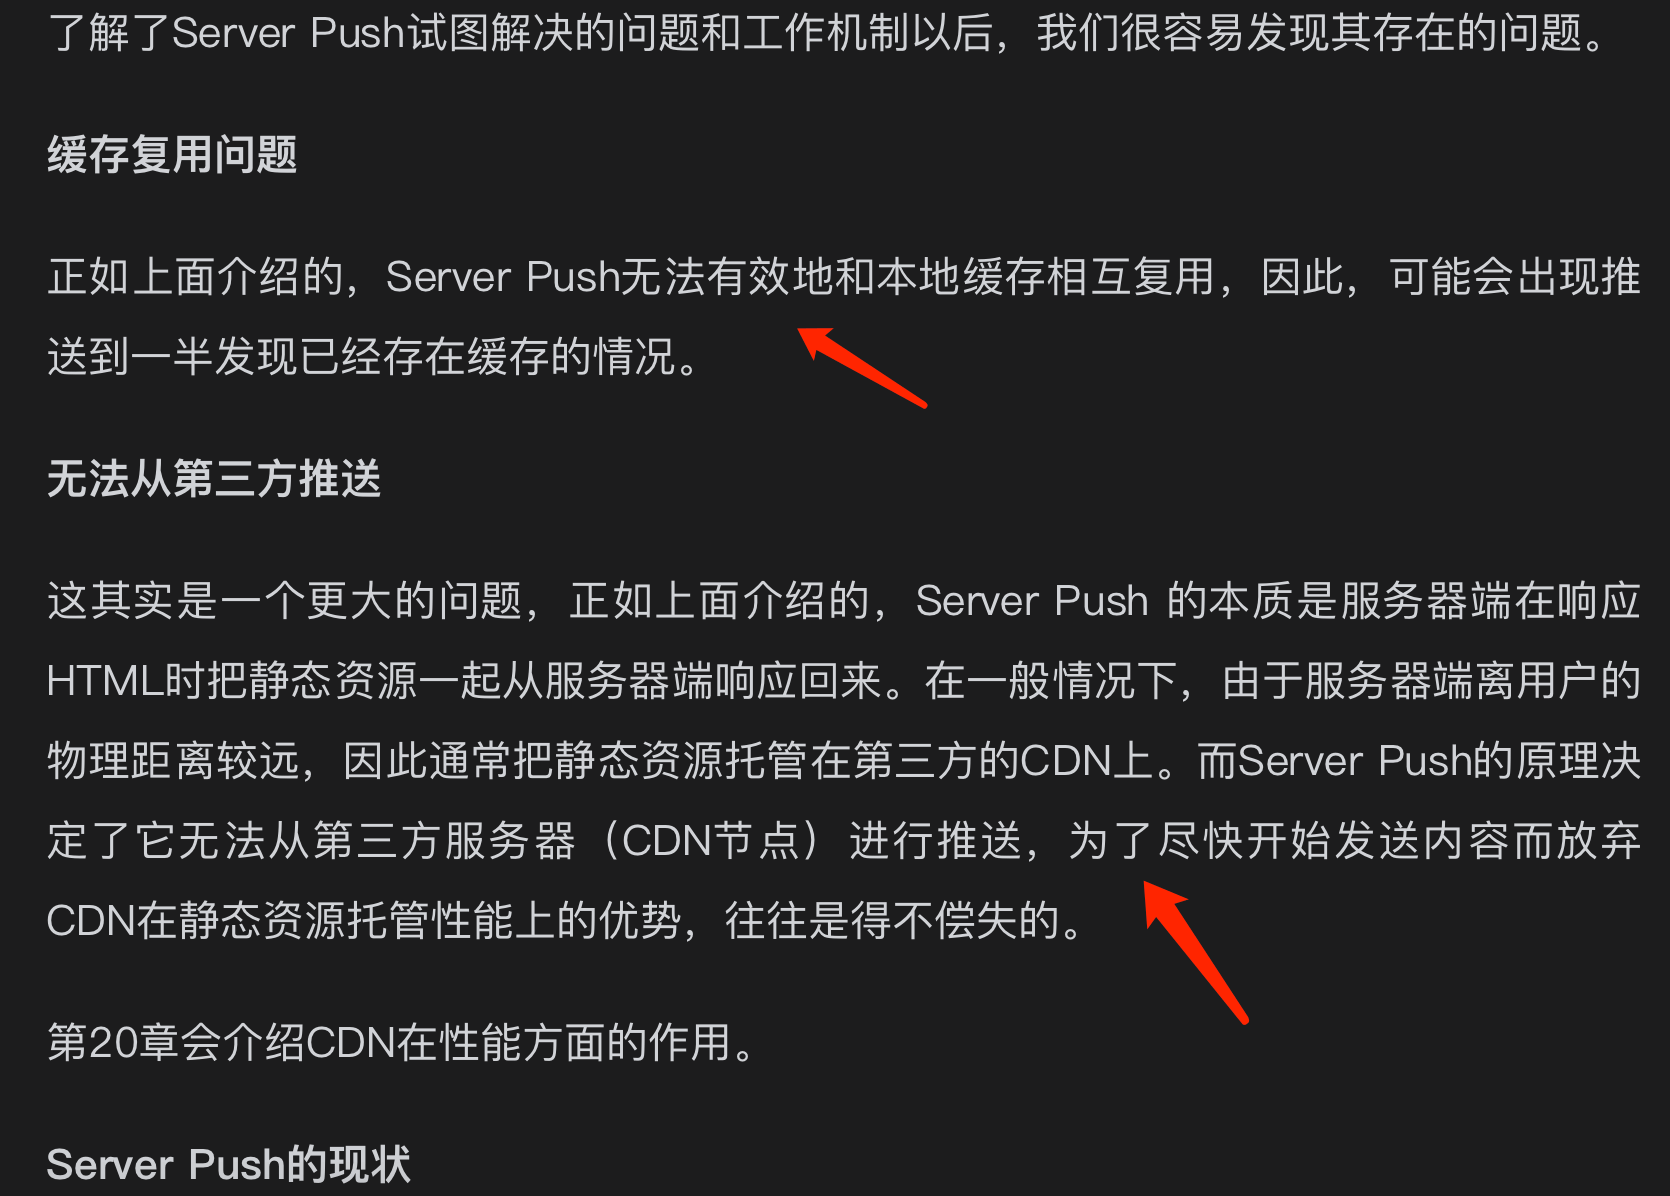 了解了Server Push试图解决的问题和工作机制以后，我们很容易发现其存在的问题。
缓存复用问题
正如上面介绍的，Server Push无法有效地和本地缓存相互复用，因此，可能会出现推
送到一半发现已经存在缓存的情况。
无法从第三方推送
这其实是一个更大的问题，正如上面介绍的，Server Push 的本质是服务器端在响应
HTML时把静态资源一起从服务器端响应回来。在一般情况下，由于服务器端离用户的
物理距离较远，因此通常把静态资源托管在第三方的CDN上。而Server Push的原理决
定了它无法从第三方服务器（CDN节点）进行推送，为了尽快开始发送内容而放弃
CDN在静态资源托管性能上的优势，往往是得不偿失的。
第20章会介绍CDN在性能方面的作用。
Server Push的现状